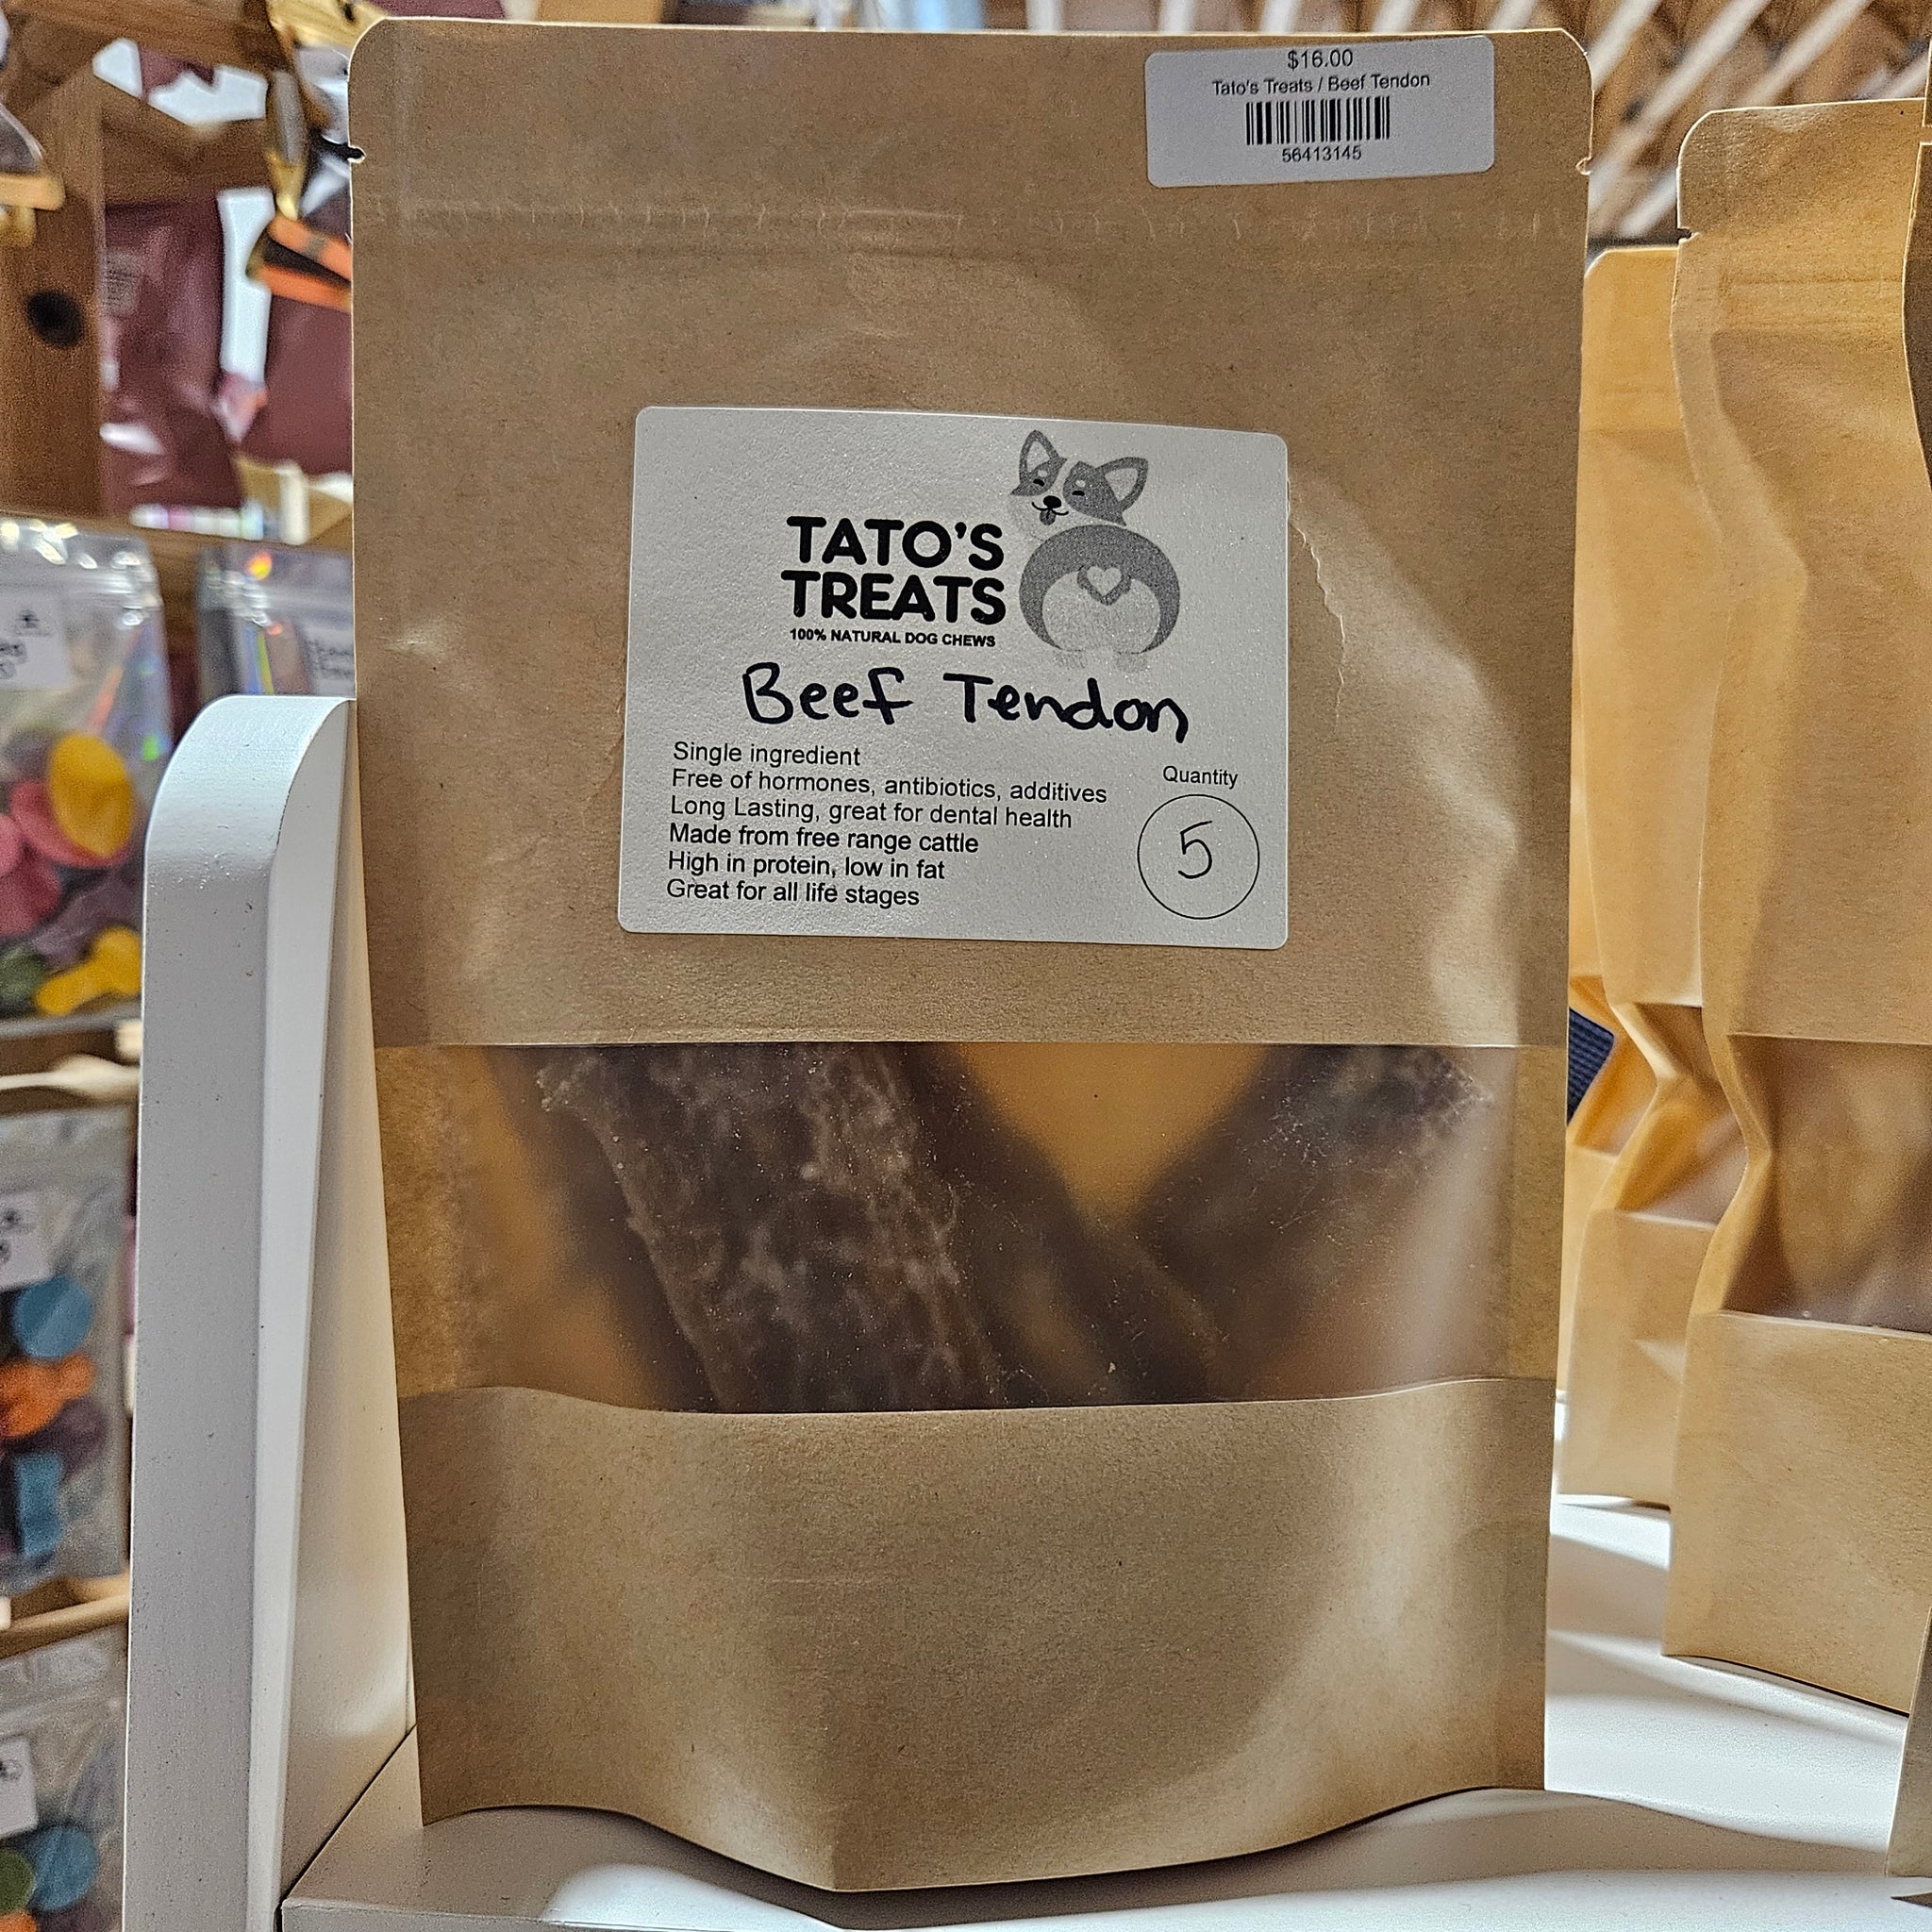 $16.00
Tato's Treats / Beef Tendon
56413145
TATO'S
TREATS
100% NATURAL DOG CHEWS
Beef Tendon
Single ingredient
Free of hormones, antibiotics, additives
Long Lasting, great for dental health
Made from free range cattle
High in protein, low in fat
Great for all life stages
Quantity
5